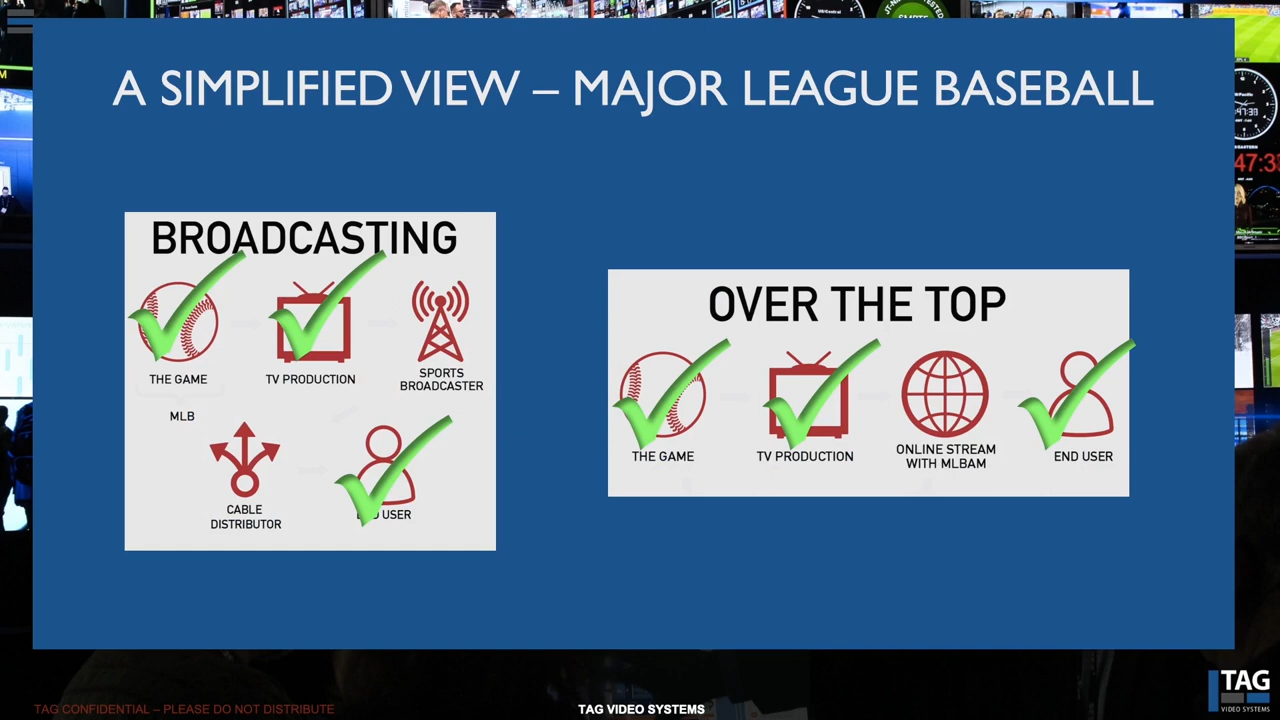 A SIMPLIFIED VIEW – MAJOR LEAGUE BASEBALL
BROADCASTING
THE GAME
TV PRODUCTION
SPORTS
BROADCASTER
MLB
CABLE
DISTRIBUTOR
USER
OVER THE TOP
THE GAME
TV PRODUCTION
ONLINE STREAM
WITH MLBAM
END USER
TAG CONFIDENTIAL – PLEASE DO NOT DISTRIBUTE
TAG VIDEO SYSTEMS
TAG
VIDEO SYSTEMS